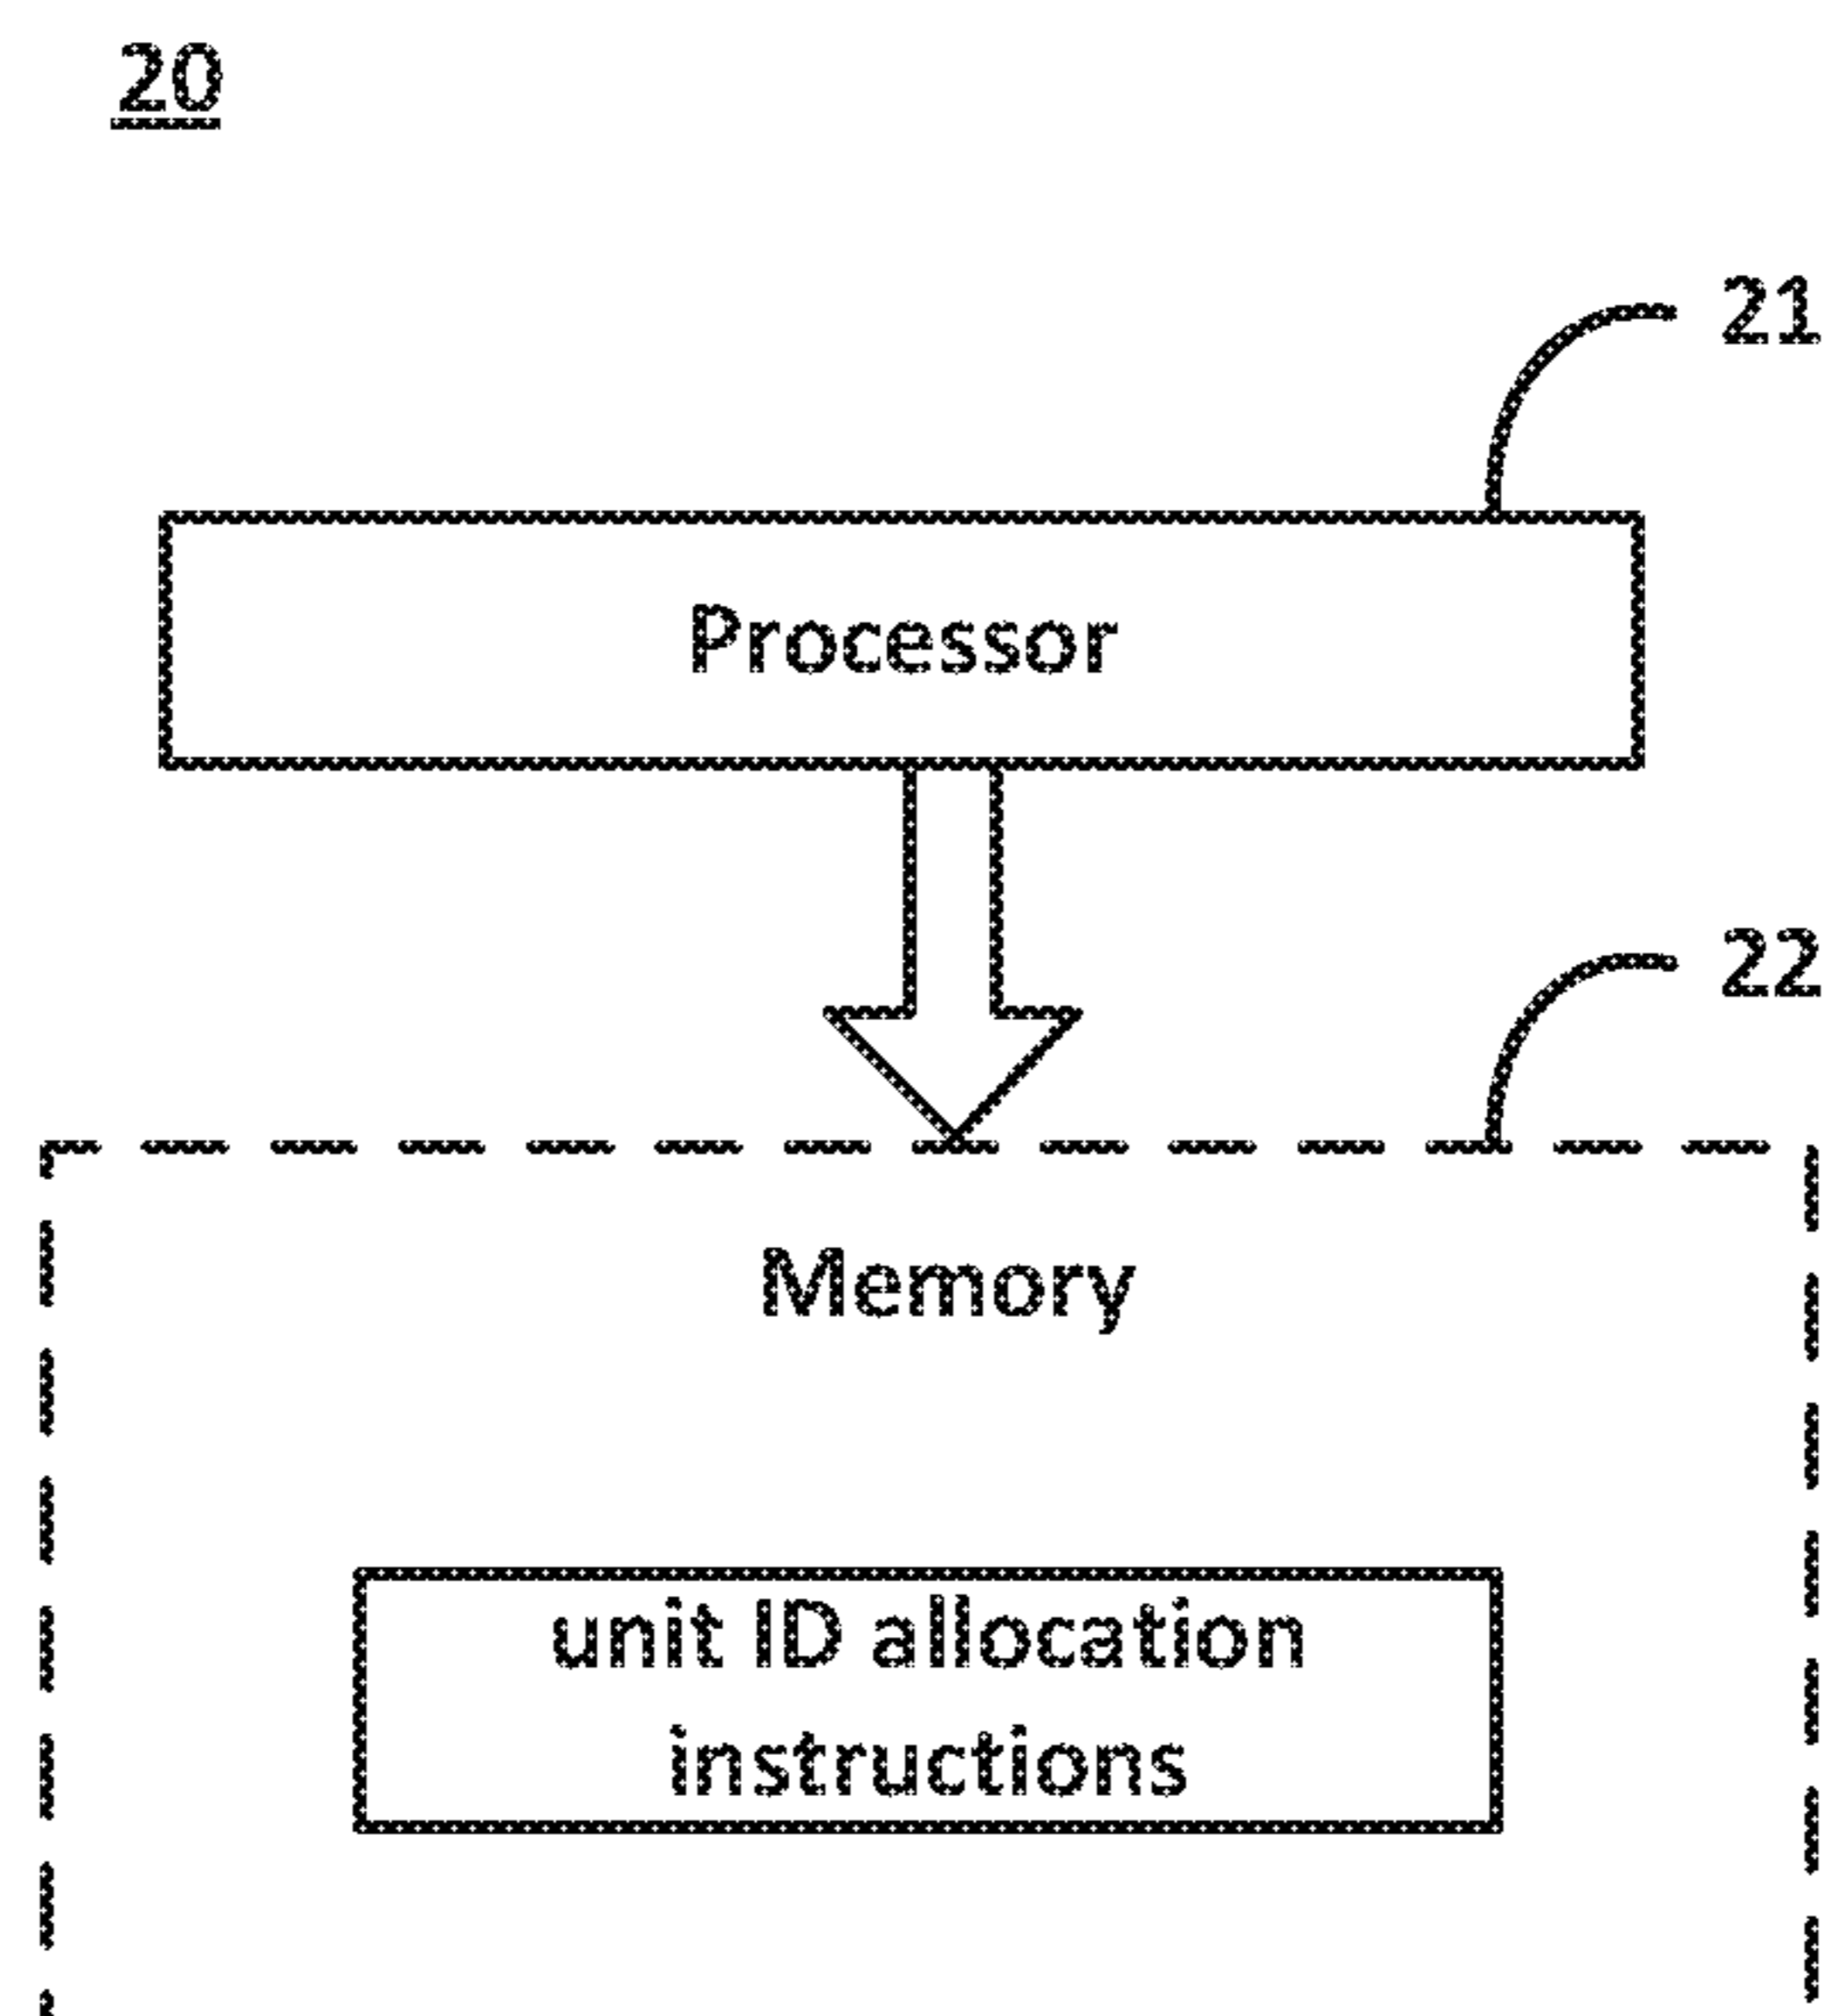 20
21
Processor
22
Memory
unit ID allocation
instructions